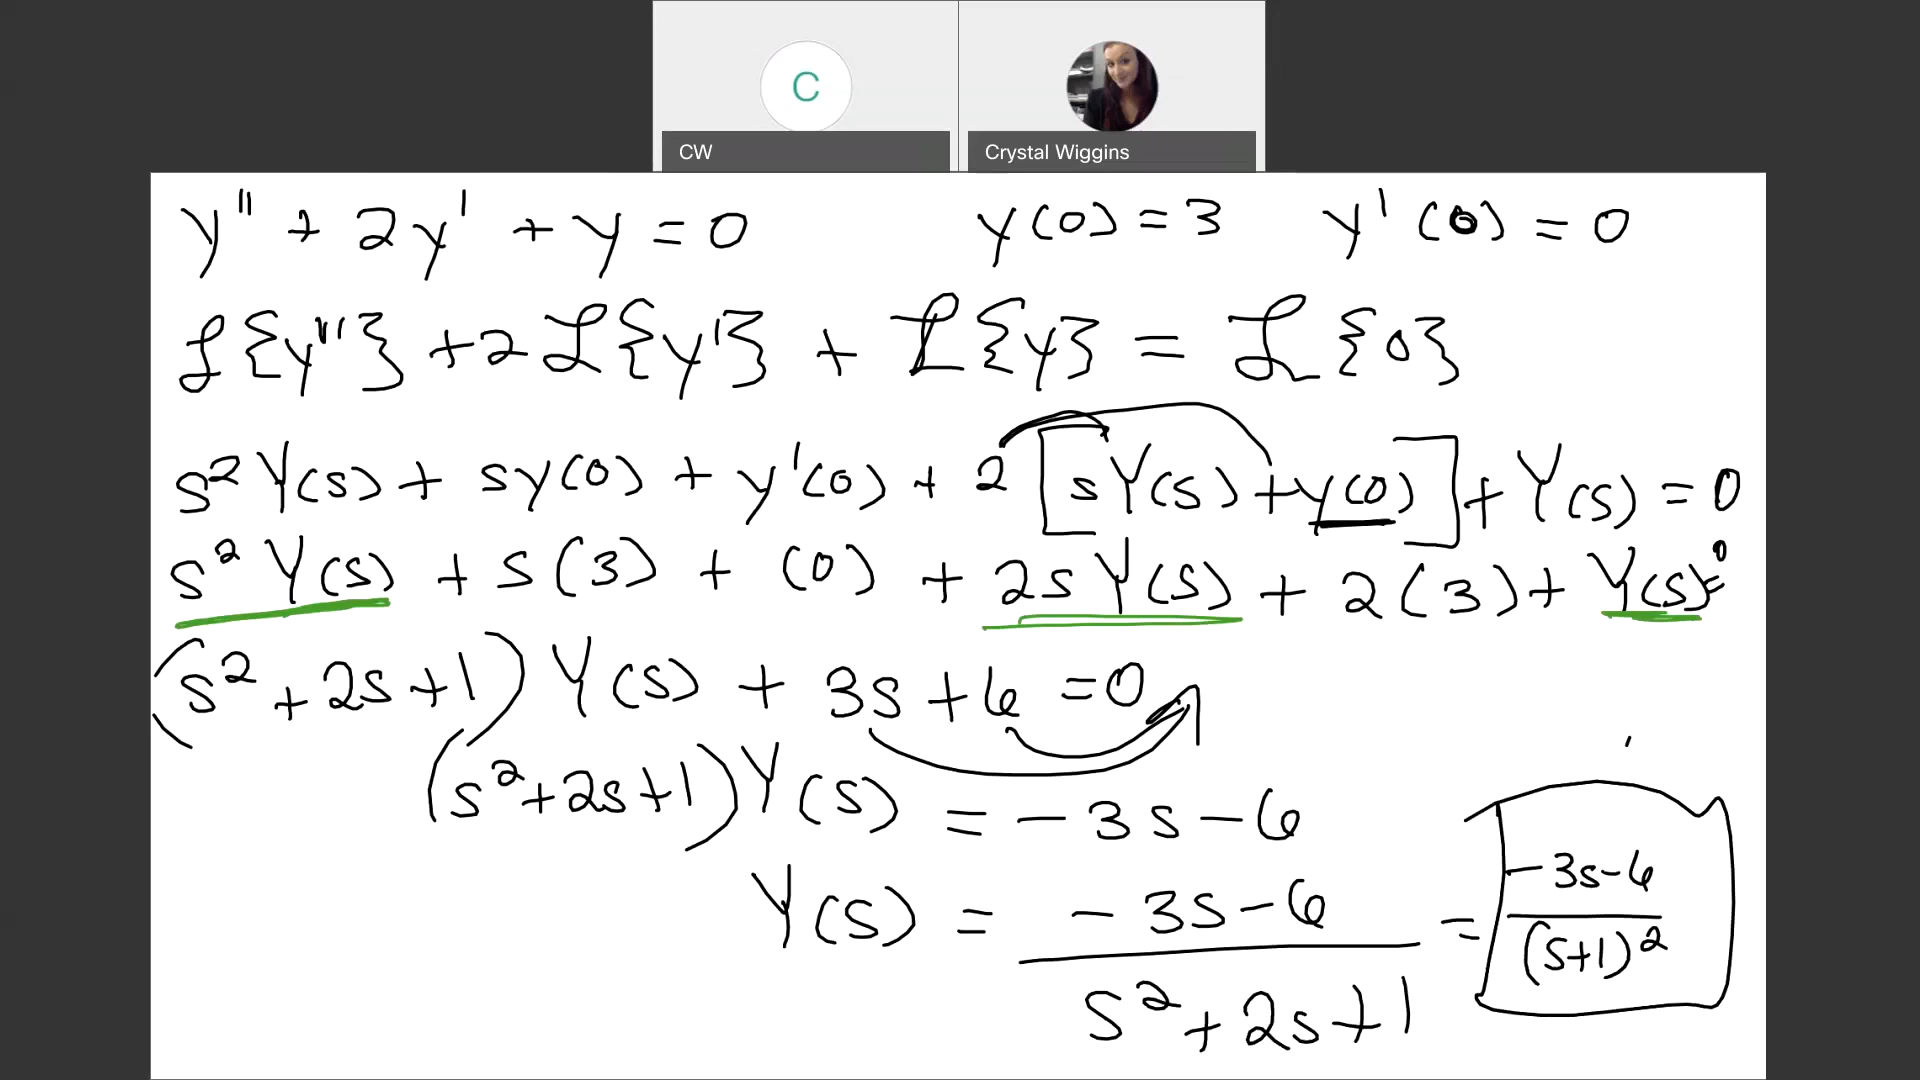 C
CW
Crystal Wiggins
y'' + 2y' + y = 0 y(0) = 3 y'(0) = 0
ℒ{y''} + 2ℒ{y'} + ℒ{y} = ℒ{0}
s² Y(s) + sy(0) + y'(0) + 2[sY(s) + y(0)] + Y(s) = 0
s² Y(s) + s(3) + (0) + 2sY(s) + 2(3) + Y(s) = 0
(s² + 2s + 1) Y(s) + 3s + 6 = 0
(s² + 2s + 1) Y(s) = -3s - 6
Y(s) = (-3s - 6) / (s² + 2s + 1) = (-3s - 6) / (s+1)²